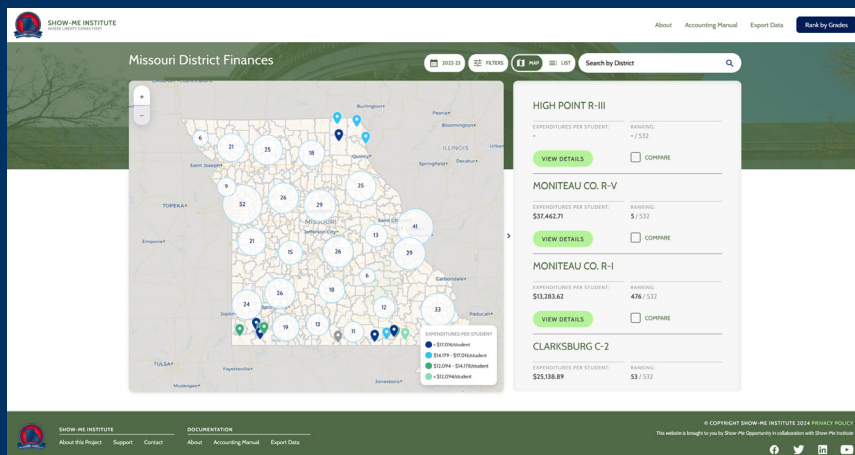 SHOW-ME INSTITUTE
WHERE LIBERTY COMES FIRST
About Accounting Manual Export Data Rank by Grades
Missouri District Finances
2022-23 FILTERS MAP LIST Search by District
+
−
Burlington
Peoria
Bloomington
ILLINOIS
Urban
6 21 25 18
Quincy
Saint Joseph
Springfield Decatur
9 25
52 26 29
TOPEKA
MISSOURI
Jefferson City
Saint Ch
41
13
Emporia
21 15 26 29
6
Carbondale
26 18
24 12 33
Joplin
Paducah
19 13 11
EXPENDITURES PER STUDENT
> $17,016/student
$14,179 - $17,016/student
$12,094 - $14,178/student
< $12,094/student
TULSA
Fayetteville
Jonesboro
Muskogee
HIGH POINT R-III
EXPENDITURES PER STUDENT: RANKING:
- - / 532
VIEW DETAILS COMPARE
MONITEAU CO. R-V
EXPENDITURES PER STUDENT: RANKING:
$37,462.71 5 / 532
VIEW DETAILS COMPARE
MONITEAU CO. R-I
EXPENDITURES PER STUDENT: RANKING:
$13,283.62 476 / 532
VIEW DETAILS COMPARE
CLARKSBURG C-2
EXPENDITURES PER STUDENT: RANKING:
$25,138.89 53 / 532
SHOW-ME INSTITUTE
About this Project Support Contact
DOCUMENTATION
About Accounting Manual Export Data
© COPYRIGHT SHOW-ME INSTITUTE 2024 PRIVACY POLICY
This website is brought to you by Show-Me Opportunity in collaboration with Show-Me Institute